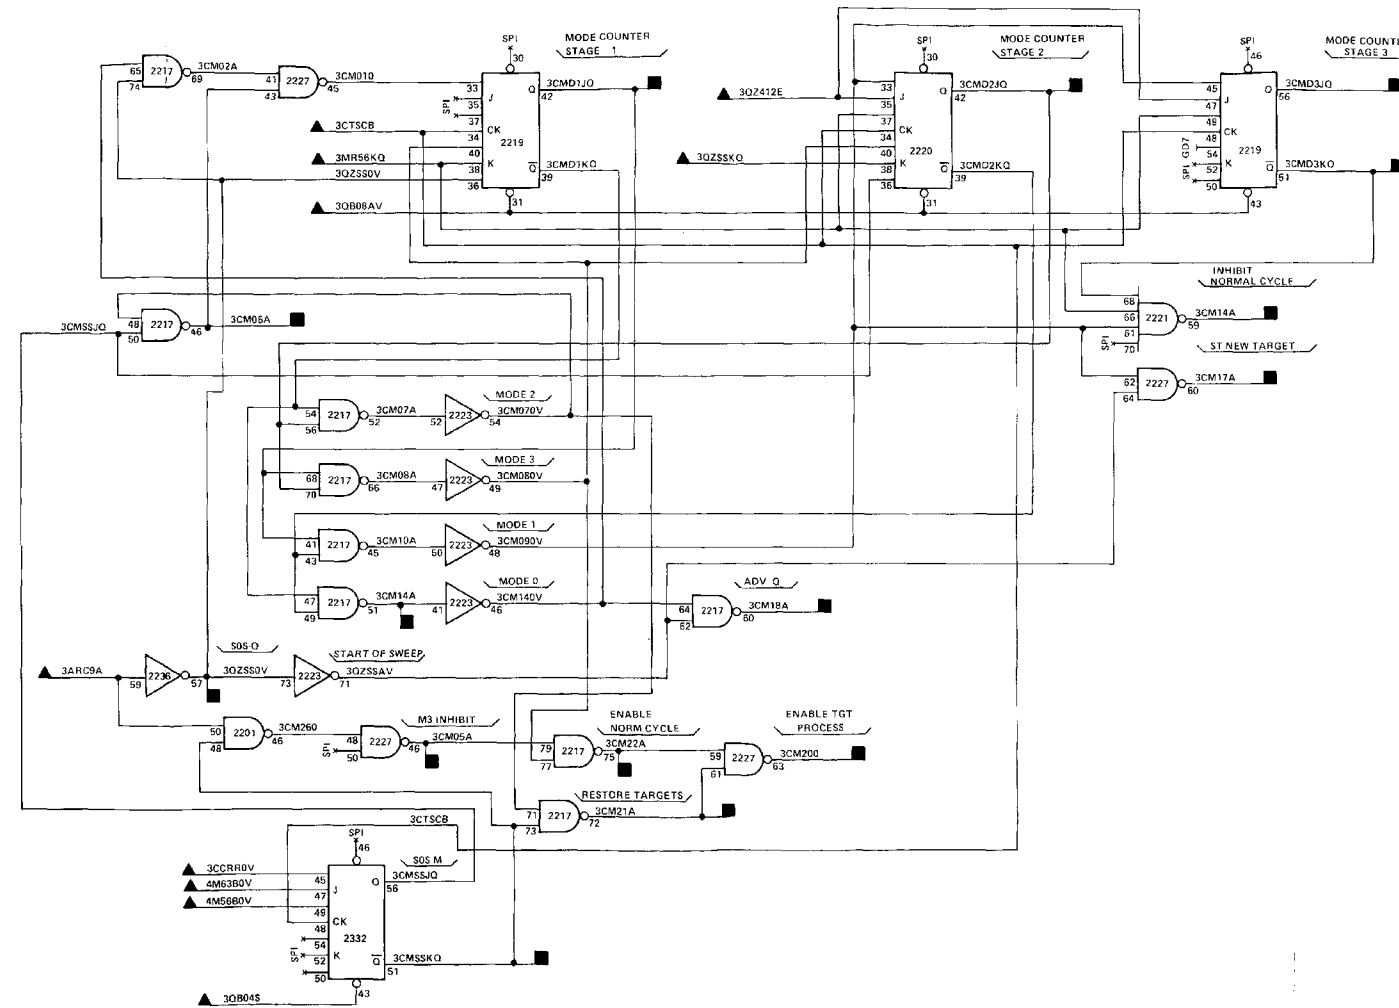 SPI
30
MODE COUNTER
STAGE 1
65
74
2217
69
3CM02A
41
43
2227
45
3CM010
33
J
35
SPI
37
CK
34
40
K
38
36
2219
Q
42
3CMD1JQ
Q
39
3CMD1KQ
31
3CTSCB
3MR56KQ
3QZSS0V
3QB08AV
SPI
30
MODE COUNTER
STAGE 2
3QZ412E
3QZSSKQ
33
J
35
37
CK
34
40
K
38
36
2220
Q
42
3CMD2JQ
Q
39
3CMD2KQ
31
SPI
46
MODE COUNT
STAGE 3
45
J
47
49
CK
48
GD7
54
K
52
SPI
50
2219
Q
56
3CMD3JQ
Q
51
3CMD3KQ
43
3CMSSJQ
48
50
2217
46
3CM06A
INHIBIT
NORMAL CYCLE
68
66
61
SPI
70
2221
59
3CM14A
ST NEW TARGET
62
64
2227
60
3CM17A
54
56
2217
52
3CM07A
52
2223
54
MODE 2
3CM070V
68
70
2217
66
3CM08A
47
2223
49
MODE 3
3CM080V
41
43
2217
45
3CM10A
50
2223
48
MODE 1
3CM090V
47
49
2217
51
3CM14A
41
2223
46
MODE 0
3CM140V
ADV Q
64
62
2217
60
3CM18A
3ARC9A
59
2236
57
SOS-O
3QZSS0V
73
2223
71
START OF SWEEP
3QZSSAV
50
48
2201
46
3CM260
48
SPI
50
2227
46
M3 INHIBIT
3CM05A
79
77
2217
75
ENABLE
NORM CYCLE
3CM22A
59
61
2227
63
ENABLE TGT
PROCESS
3CM200
RESTORE TARGETS
71
73
2217
72
3CM21A
3CTSCB
SPI
46
SOS M
3CCRR0V
4M63B0V
4M56B0V
45
J
47
49
CK
48
54
SPI
K
52
50
2332
Q
56
3CMSSJQ
Q
51
3CMSSKQ
43
3QB04S